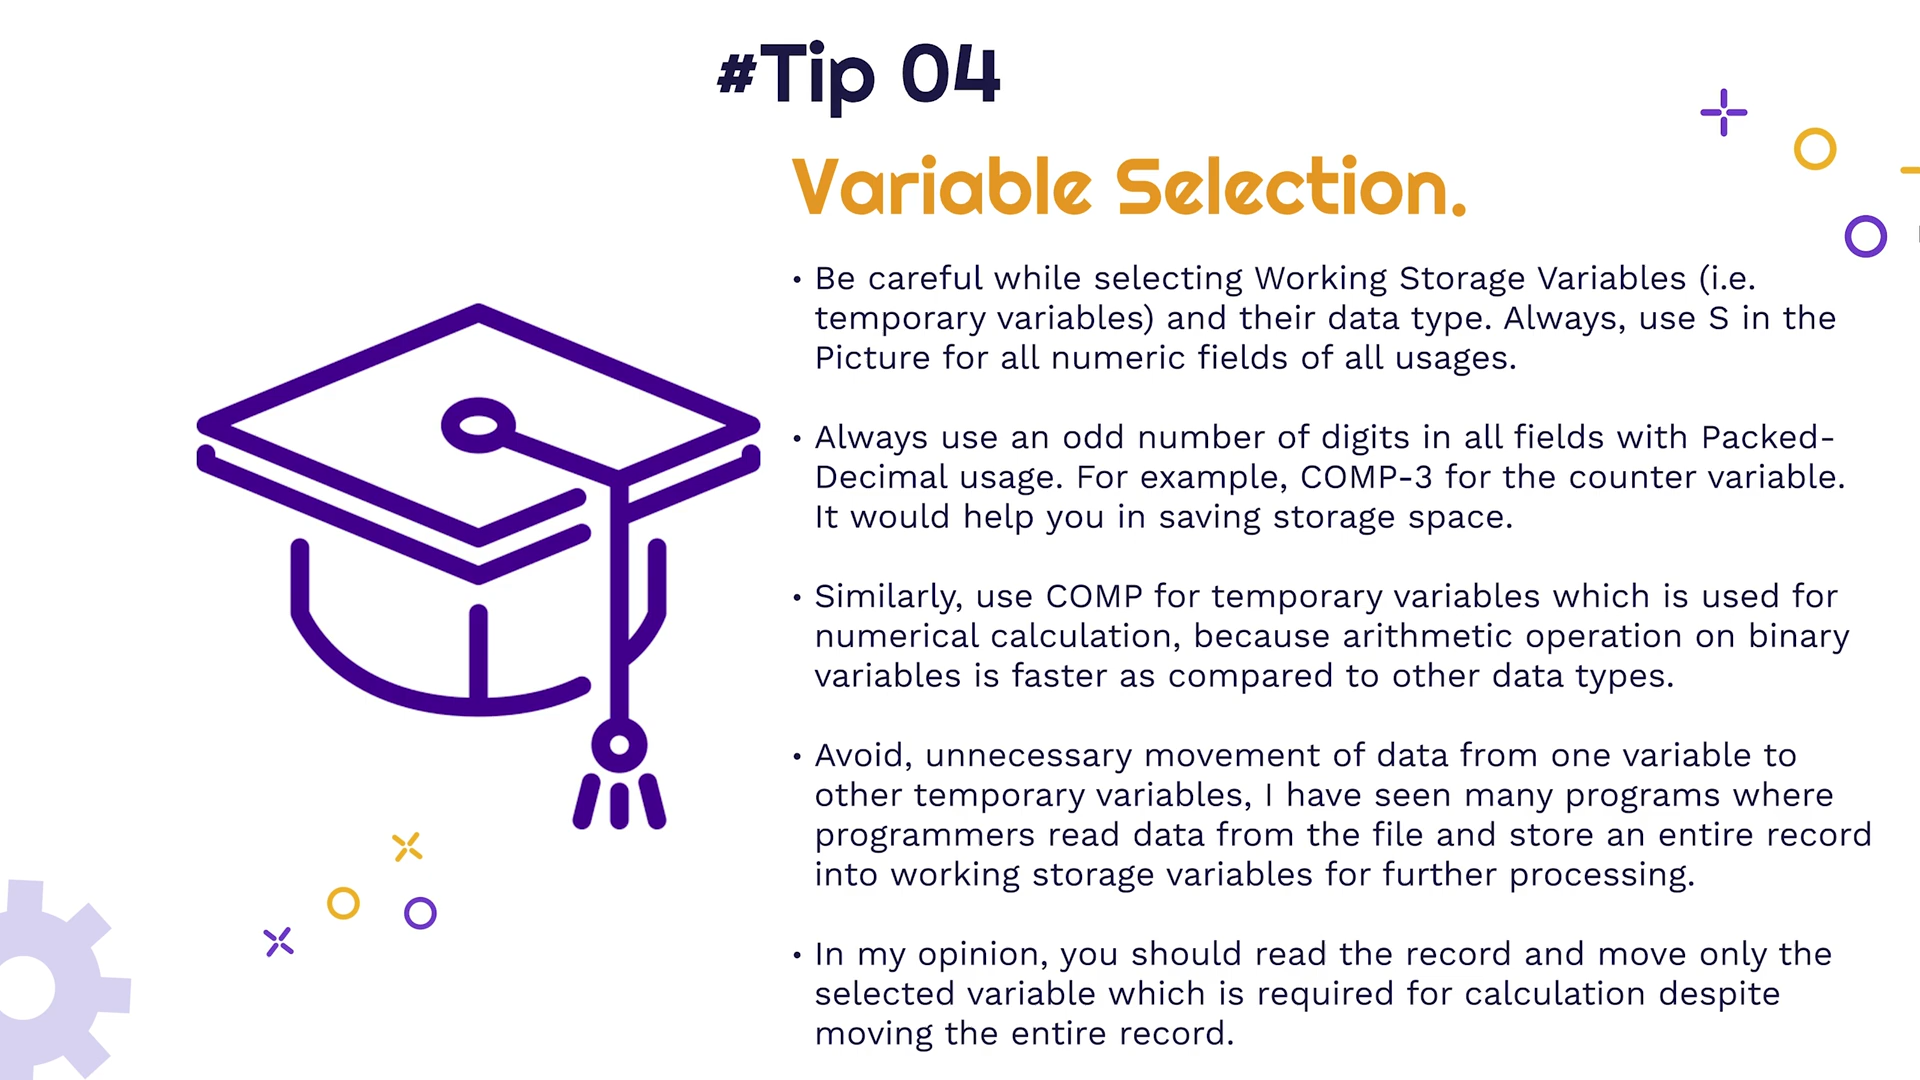 #Tip 04
Variable Selection.
• Be careful while selecting Working Storage Variables (i.e.
temporary variables) and their data type. Always, use S in the
Picture for all numeric fields of all usages.
• Always use an odd number of digits in all fields with Packed-
Decimal usage. For example, COMP-3 for the counter variable.
It would help you in saving storage space.
• Similarly, use COMP for temporary variables which is used for
numerical calculation, because arithmetic operation on binary
variables is faster as compared to other data types.
• Avoid, unnecessary movement of data from one variable to
other temporary variables, I have seen many programs where
programmers read data from the file and store an entire record
into working storage variables for further processing.
• In my opinion, you should read the record and move only the
selected variable which is required for calculation despite
moving the entire record.